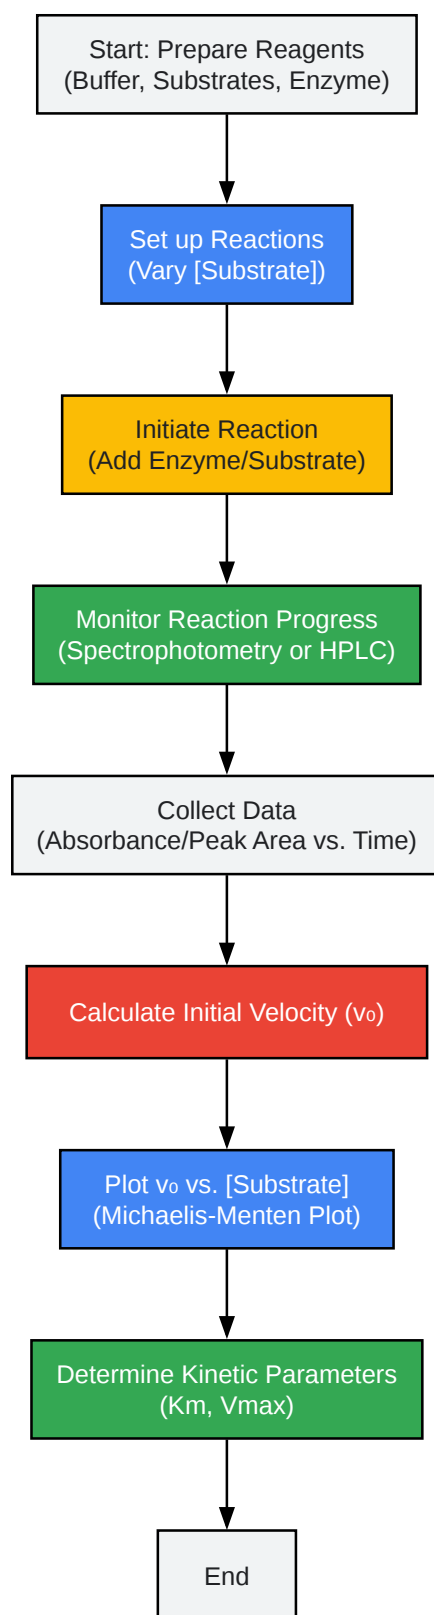 Start: Prepare Reagents
(Buffer, Substrates, Enzyme)
Set up Reactions
(Vary [Substrate])
Initiate Reaction
(Add Enzyme/Substrate)
Monitor Reaction Progress
(Spectrophotometry or HPLC)
Collect Data
(Absorbance/Peak Area vs. Time)
Calculate Initial Velocity (v₀)
Plot v₀ vs. [Substrate]
(Michaelis-Menten Plot)
Determine Kinetic Parameters
(Km, Vmax)
End